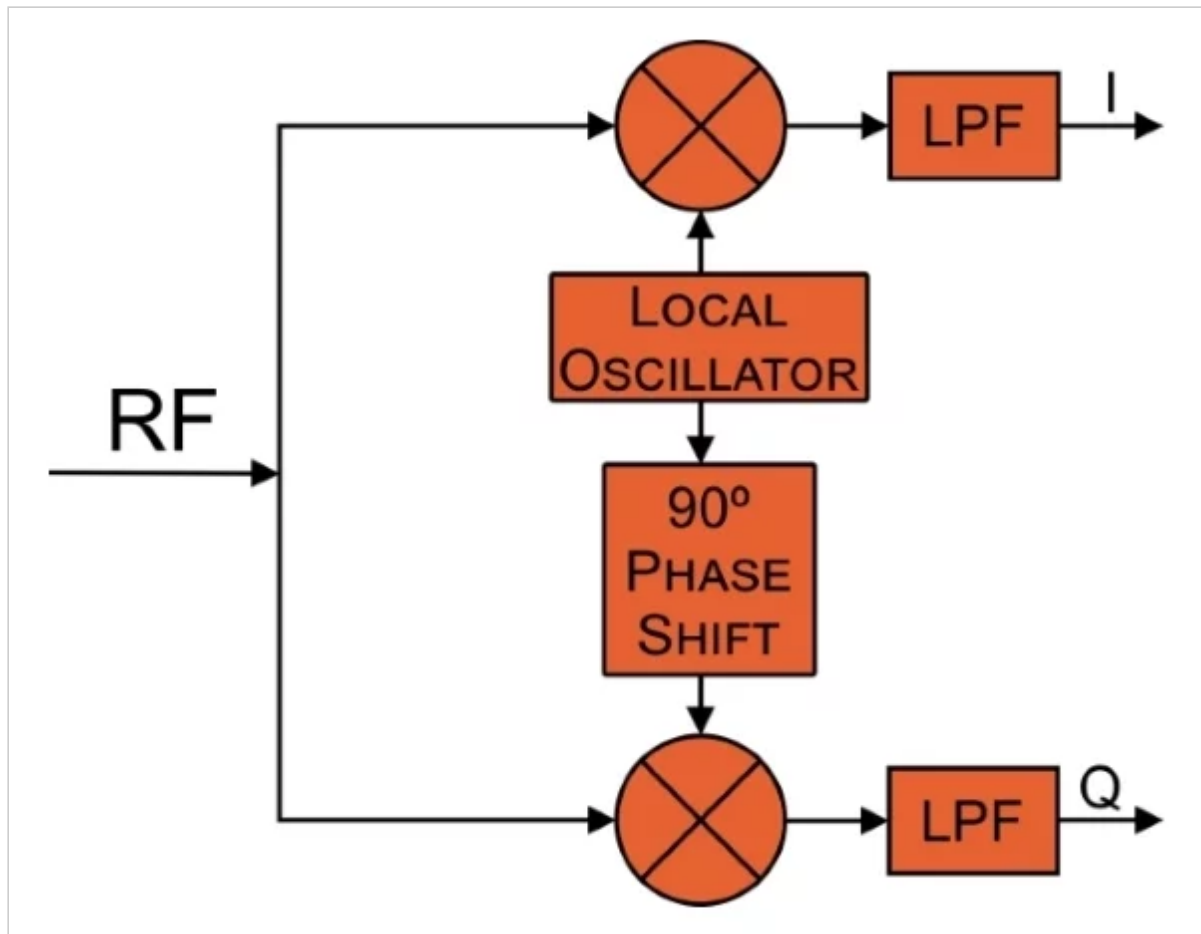 I
LPF
LOCAL
OSCILLATOR
RF
90º
PHASE
SHIFT
Q
LPF